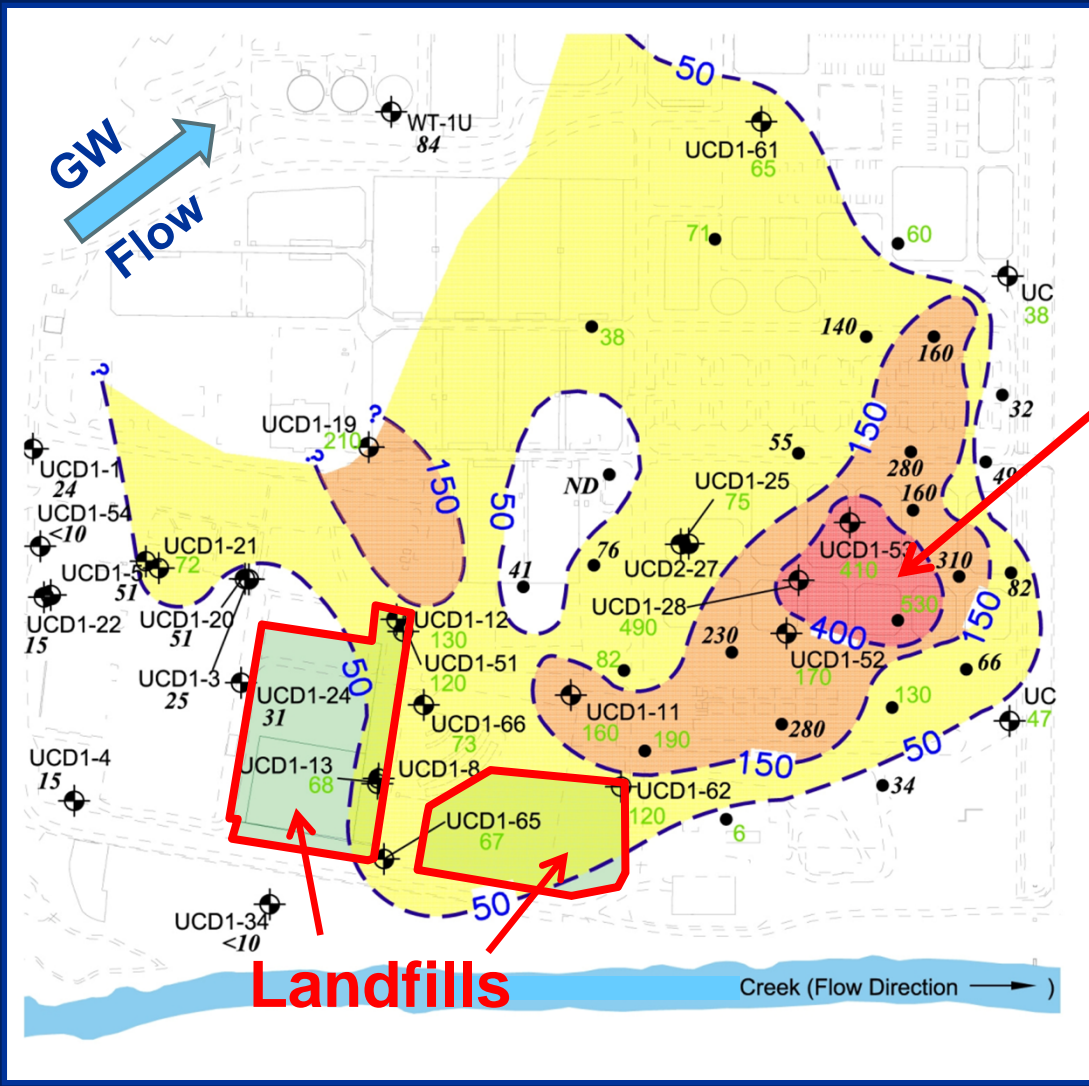 50
GW
Flow
WT-1U
84
UCD1-61
65
71
60
UC
38
38
140
160
?
32
UCD1-19
210
?
150
150
UCD1-1
24
?
55
280
49
ND
UCD1-25
75
160
50
UCD1-54
<10
UCD1-21
72
UCD1-53
410
76
UCD2-27
310
UCD1-5
51
82
41
UCD1-28
490
530
150
UCD1-22
15
UCD1-20
51
UCD1-12
130
400
230
UCD1-52
170
UCD1-51
120
50
82
66
UCD1-3
25
UCD1-24
31
130
UC
47
UCD1-66
73
UCD1-11
160
190
280
50
UCD1-4
15
UCD1-13
68
UCD1-8
150
UCD1-62
120
34
UCD1-65
67
6
50
UCD1-34
<10
Landfills
Creek (Flow Direction )